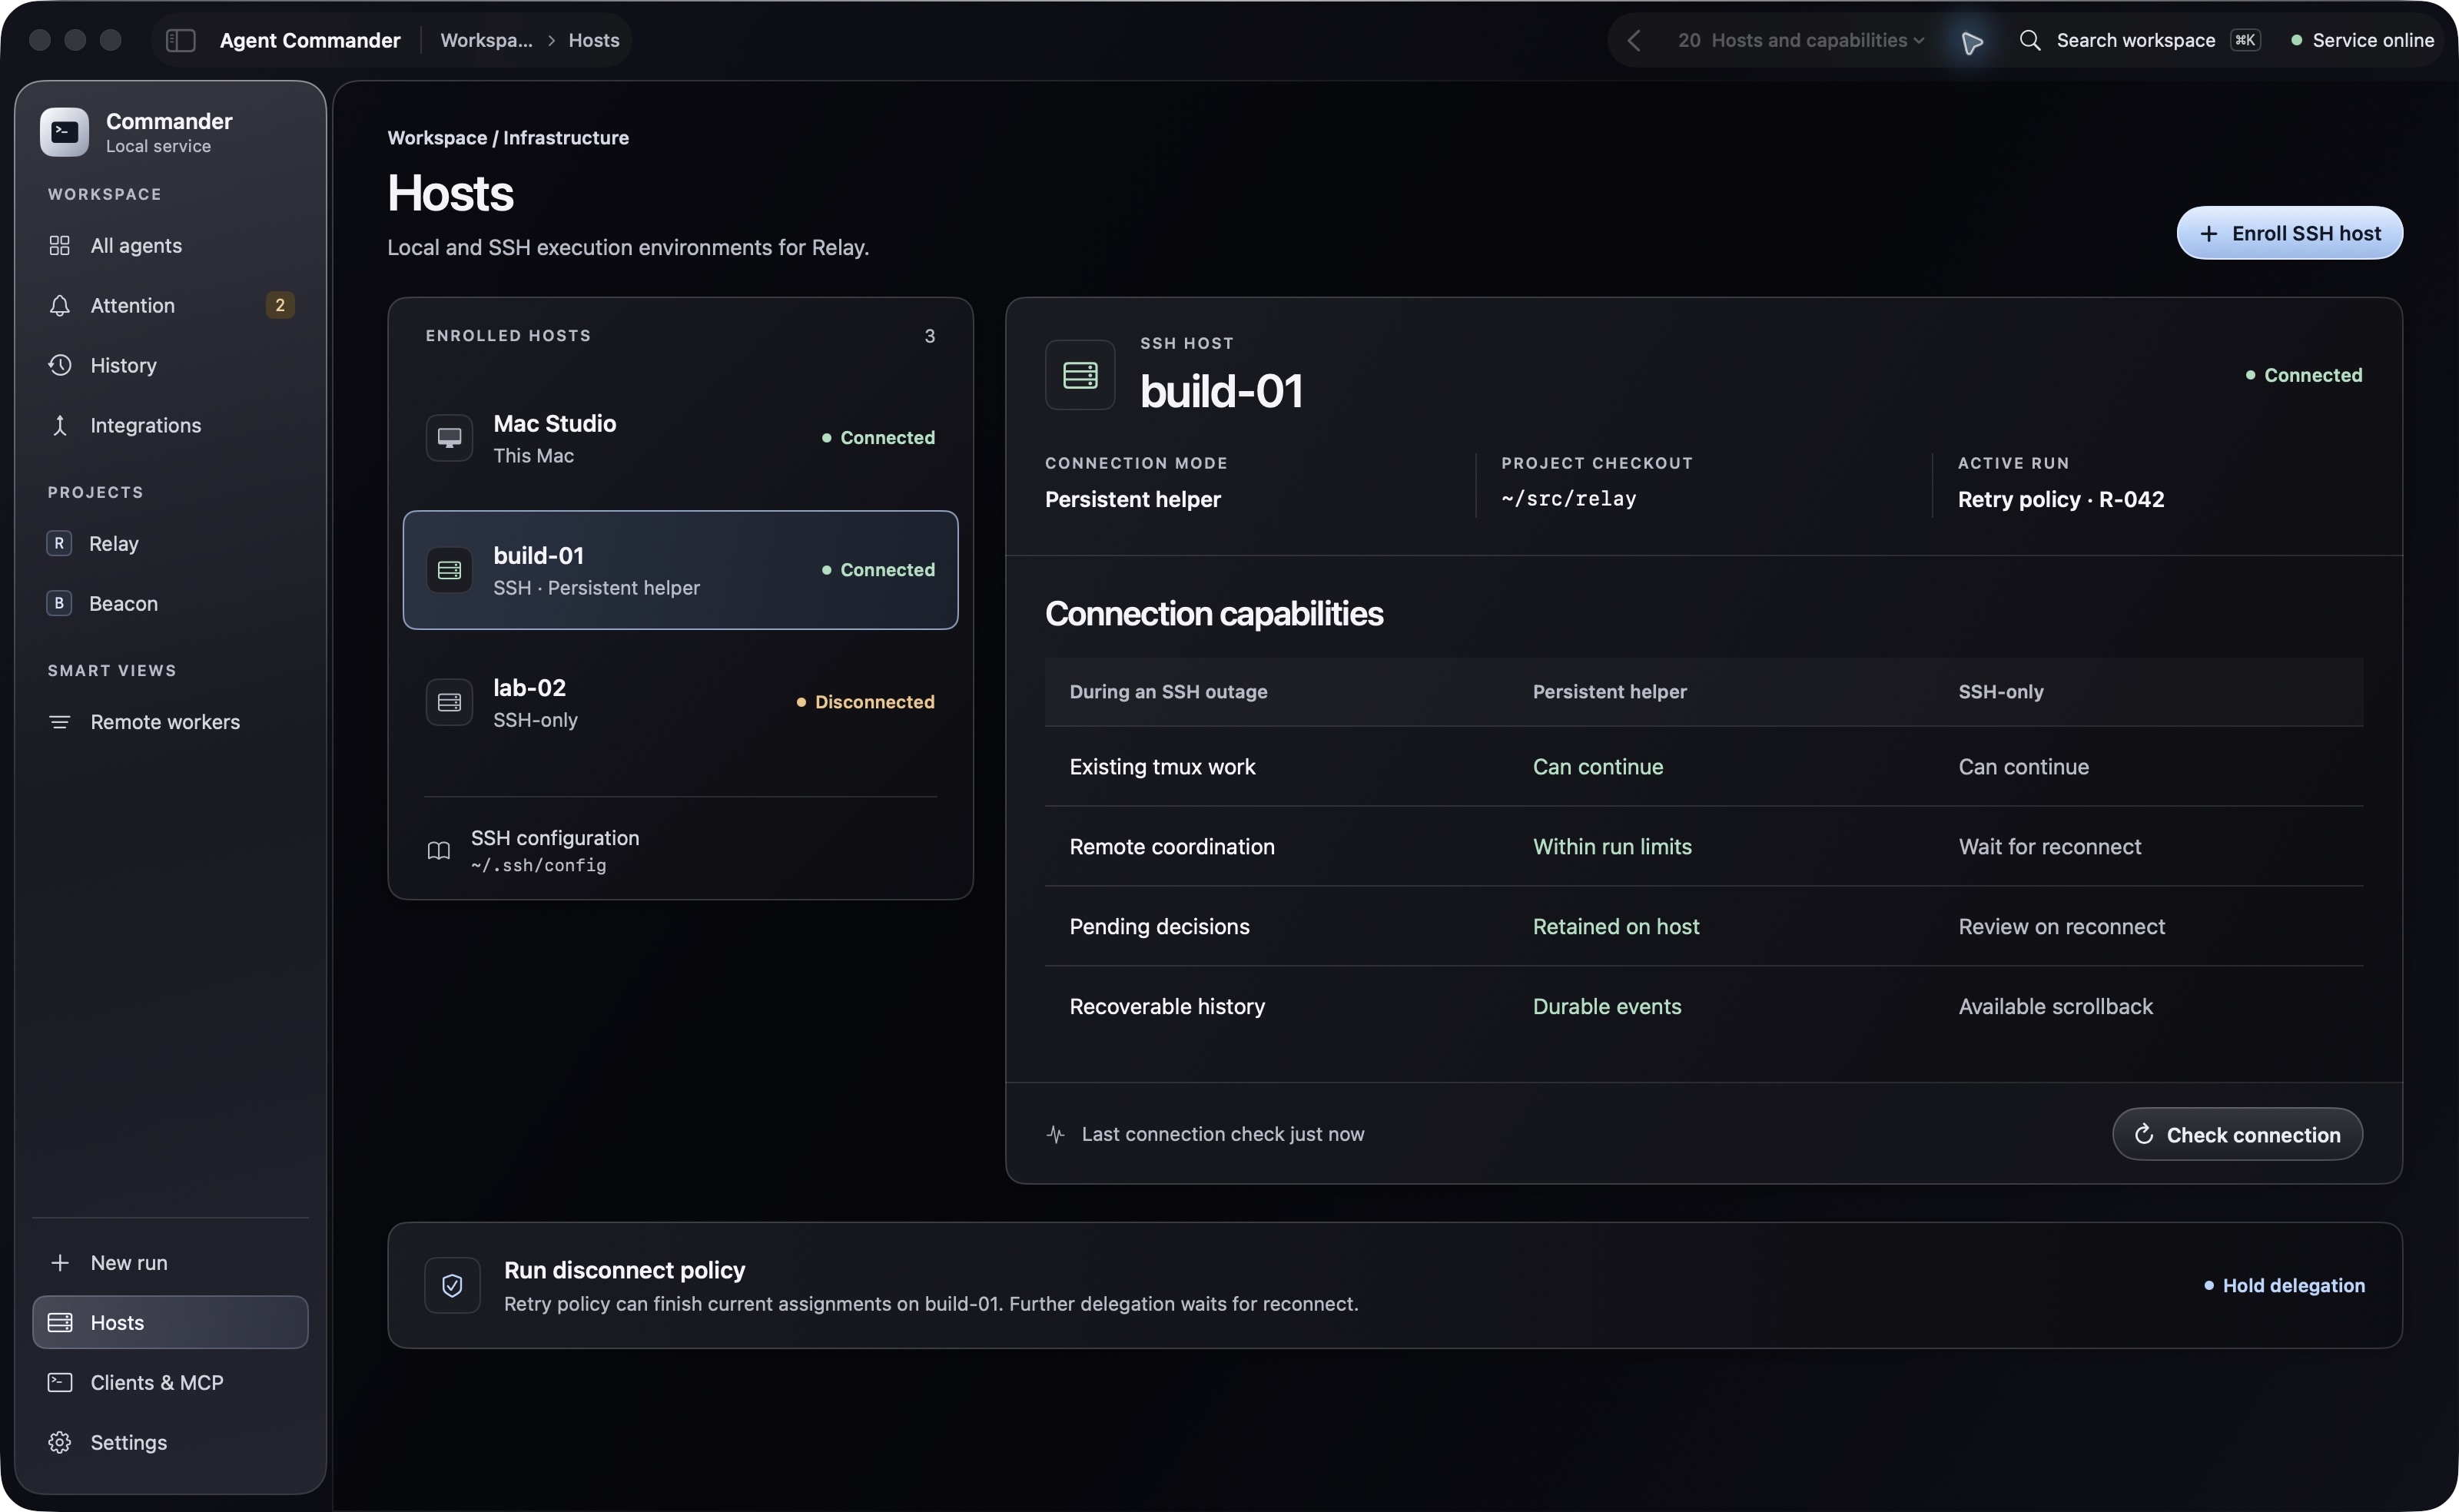 Agent Commander
Workspa... > Hosts
20 Hosts and capabilities
Search workspace ⌘K
Service online
Commander
Local service
WORKSPACE
All agents
Attention 2
History
Integrations
PROJECTS
R Relay
B Beacon
SMART VIEWS
Remote workers
New run
Hosts
Clients & MCP
Settings
Workspace / Infrastructure
Hosts
Local and SSH execution environments for Relay.
+ Enroll SSH host
ENROLLED HOSTS 3
Mac Studio
This Mac
Connected
build-01
SSH · Persistent helper
Connected
lab-02
SSH-only
Disconnected
SSH configuration
~/.ssh/config
SSH HOST
build-01
Connected
CONNECTION MODE
Persistent helper
PROJECT CHECKOUT
~/src/relay
ACTIVE RUN
Retry policy · R-042
Connection capabilities
During an SSH outage Persistent helper SSH-only
Existing tmux work Can continue Can continue
Remote coordination Within run limits Wait for reconnect
Pending decisions Retained on host Review on reconnect
Recoverable history Durable events Available scrollback
Last connection check just now
Check connection
Run disconnect policy
Retry policy can finish current assignments on build-01. Further delegation waits for reconnect.
Hold delegation